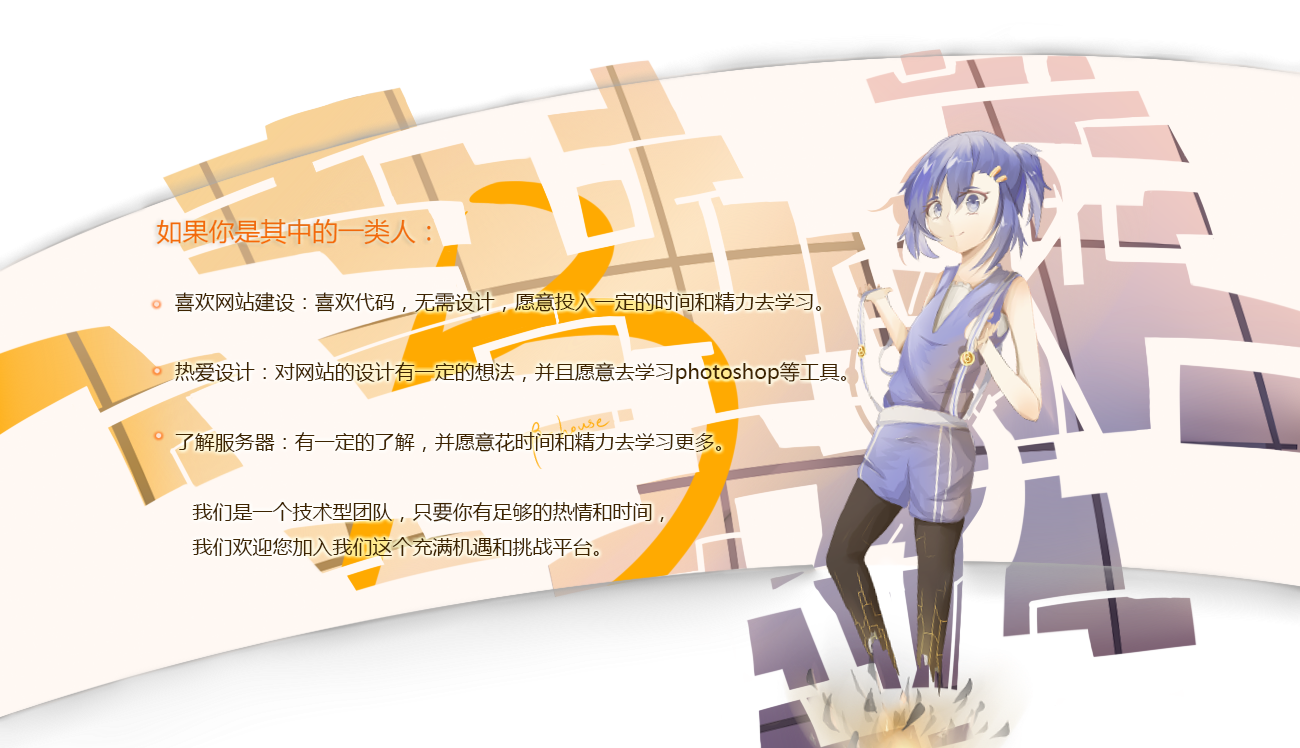 如果你是其中的一类人：
喜欢网站建设：喜欢代码，无需设计，愿意投入一定的时间和精力去学习。
热爱设计：对网站的设计有一定的想法，并且愿意去学习photoshop等工具。
house
了解服务器：有一定的了解，并愿意花时间和精力去学习更多。
我们是一个技术型团队，只要你有足够的热情和时间，
我们欢迎您加入我们这个充满机遇和挑战平台。